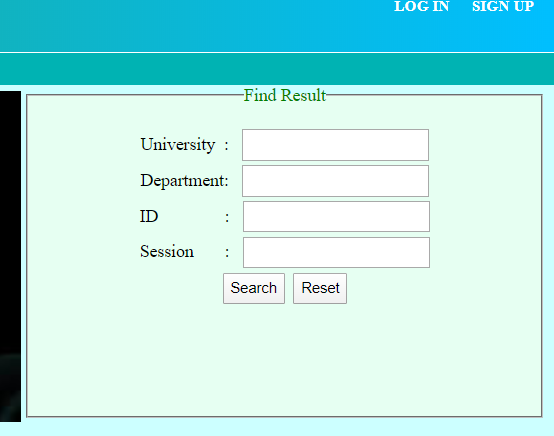 LOG IN SIGN UP
Find Result
University :
Department:
ID :
Session :
Search Reset